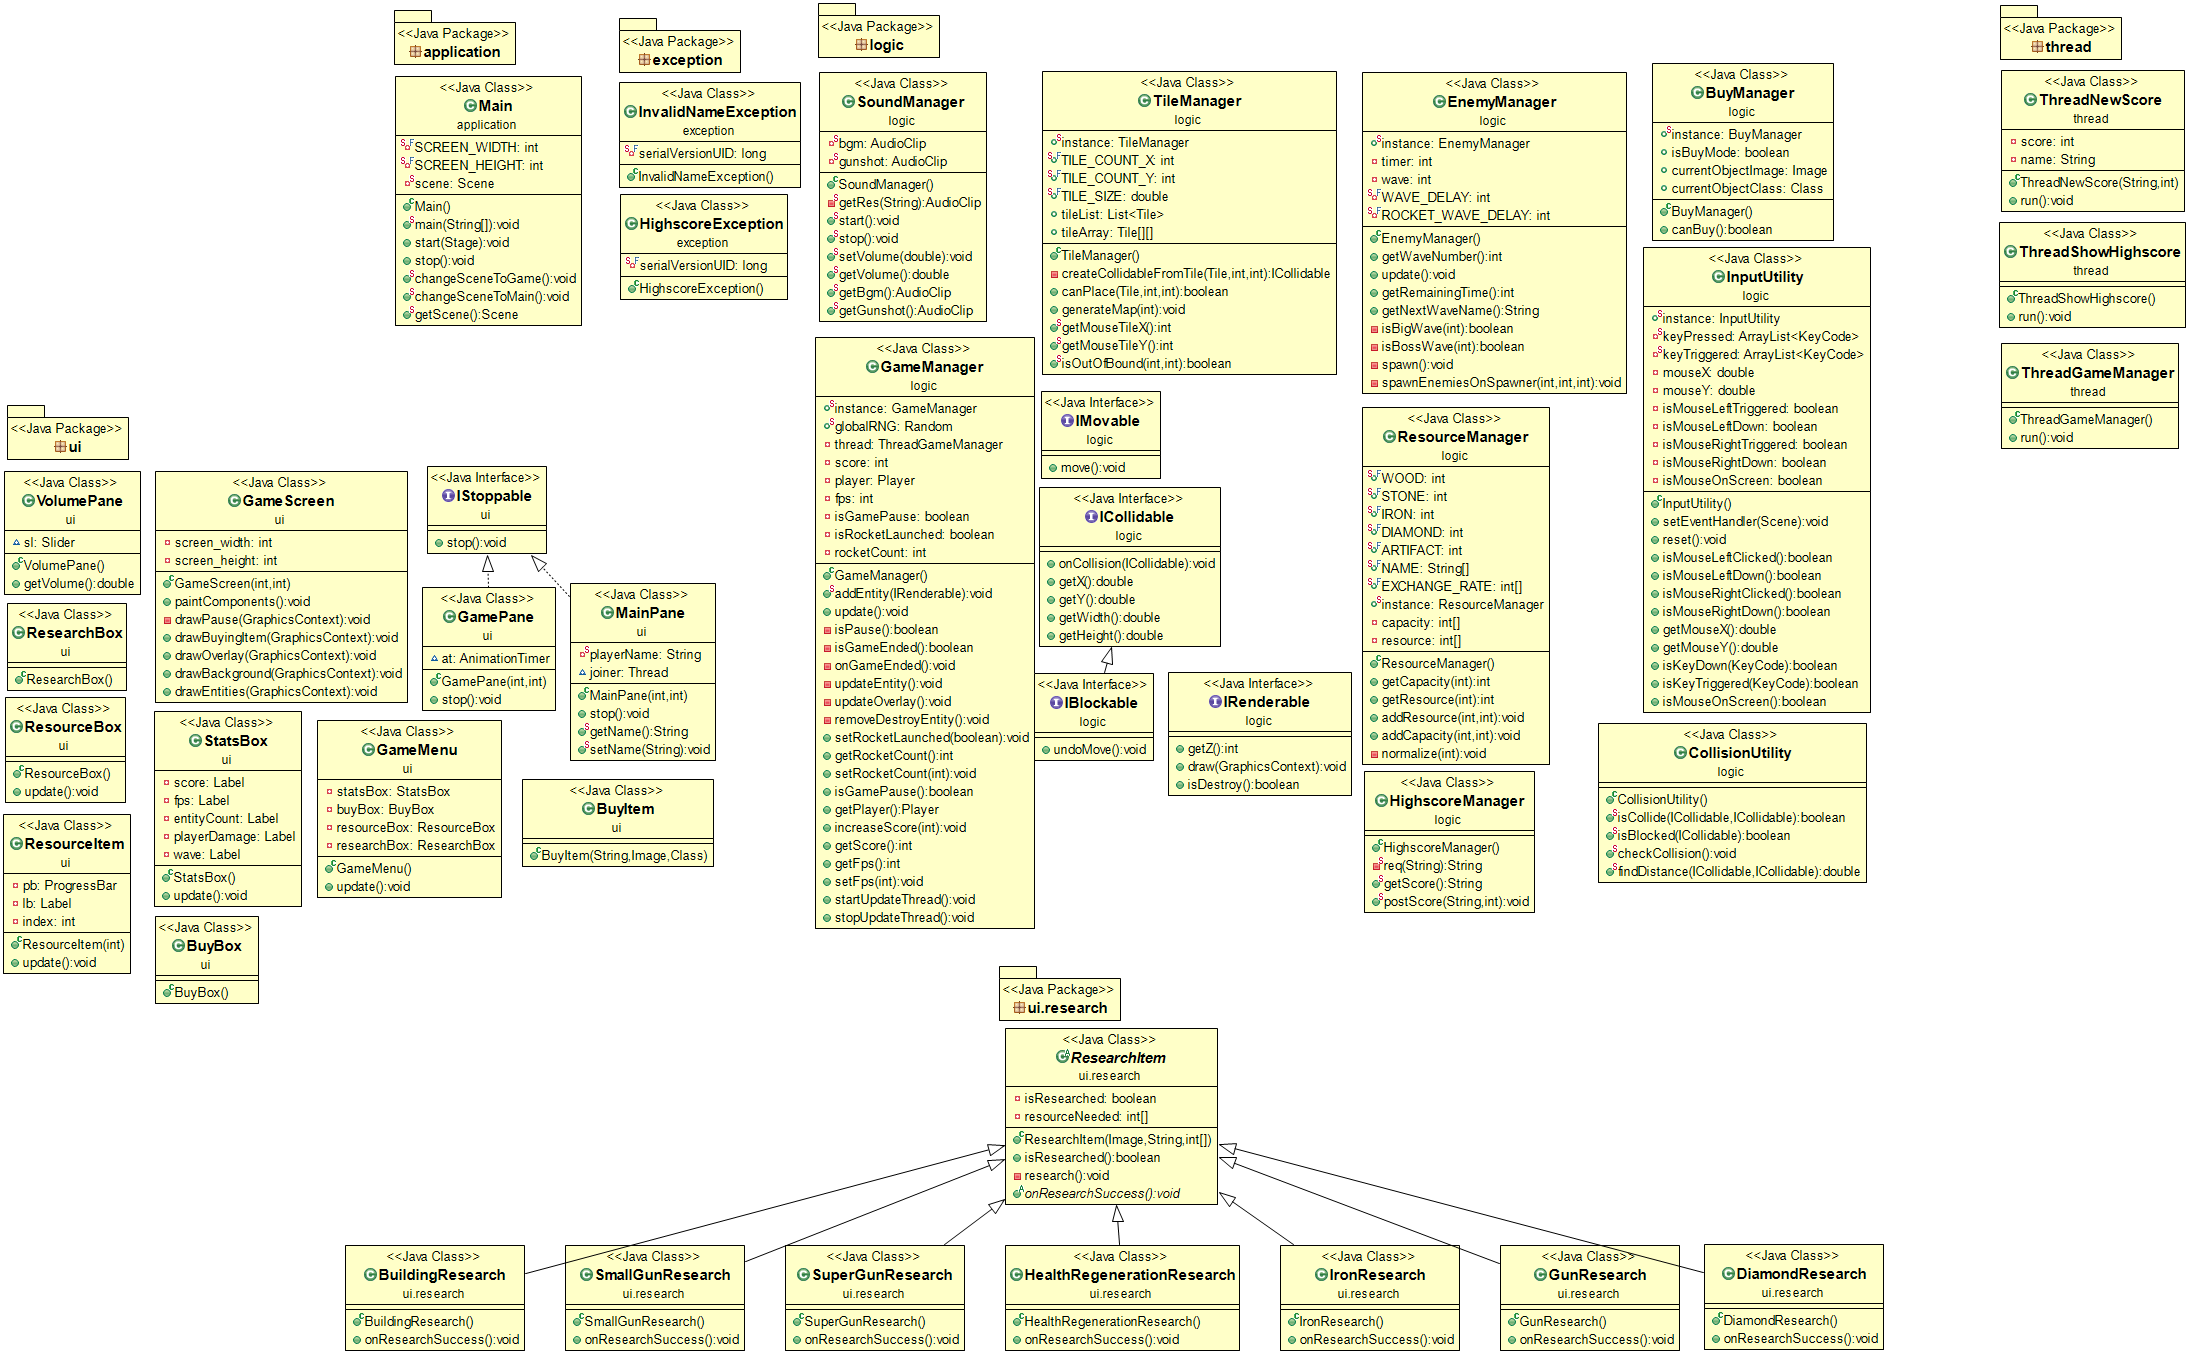 <<Java Package>>
application
<<Java Class>>
Main
application
SCREEN_WIDTH: int
SCREEN_HEIGHT: int
scene: Scene
Main()
main(String[]):void
start(Stage):void
stop():void
changeSceneToGame():void
changeSceneToMain():void
getScene():Scene
<<Java Package>>
exception
<<Java Class>>
InvalidNameException
exception
serialVersionUID: long
InvalidNameException()
<<Java Class>>
HighscoreException
exception
serialVersionUID: long
HighscoreException()
<<Java Package>>
logic
<<Java Class>>
SoundManager
logic
bgm: AudioClip
gunshot: AudioClip
SoundManager()
getRes(String):AudioClip
start():void
stop():void
setVolume(double):void
getVolume():double
getBgm():AudioClip
getGunshot():AudioClip
<<Java Class>>
GameManager
logic
instance: GameManager
globalRNG: Random
thread: ThreadGameManager
score: int
player: Player
fps: int
isGamePause: boolean
isRocketLaunched: boolean
rocketCount: int
GameManager()
addEntity(IRenderable):void
update():void
isPause():boolean
isGameEnded():boolean
onGameEnded():void
updateEntity():void
updateOverlay():void
removeDestroyEntity():void
setRocketLaunched(boolean):void
getRocketCount():int
setRocketCount(int):void
isGamePause():boolean
getPlayer():Player
increaseScore(int):void
getScore():int
getFps():int
setFps(int):void
startUpdateThread():void
stopUpdateThread():void
<<Java Class>>
TileManager
logic
instance: TileManager
TILE_COUNT_X: int
TILE_COUNT_Y: int
TILE_SIZE: double
tileList: List<Tile>
tileArray: Tile[][]
TileManager()
createCollidableFromTile(Tile,int,int):ICollidable
canPlace(Tile,int,int):boolean
generateMap(int):void
getMouseTileX():int
getMouseTileY():int
isOutOfBound(int,int):boolean
<<Java Interface>>
IMovable
logic
move():void
<<Java Interface>>
ICollidable
logic
onCollision(ICollidable):void
getX():double
getY():double
getWidth():double
getHeight():double
<<Java Interface>>
IBlockable
logic
undoMove():void
<<Java Interface>>
IRenderable
logic
getZ():int
draw(GraphicsContext):void
isDestroy():boolean
<<Java Class>>
EnemyManager
logic
instance: EnemyManager
timer: int
wave: int
WAVE_DELAY: int
ROCKET_WAVE_DELAY: int
EnemyManager()
getWaveNumber():int
update():void
getRemainingTime():int
getNextWaveName():String
isBigWave(int):boolean
isBossWave(int):boolean
spawn():void
spawnEnemiesOnSpawner(int,int,int):void
<<Java Class>>
ResourceManager
logic
WOOD: int
STONE: int
IRON: int
DIAMOND: int
ARTIFACT: int
NAME: String[]
EXCHANGE_RATE: int[]
instance: ResourceManager
capacity: int[]
resource: int[]
ResourceManager()
getCapacity(int):int
getResource(int):int
addResource(int,int):void
addCapacity(int,int):void
normalize(int):void
<<Java Class>>
HighscoreManager
logic
HighscoreManager()
req(String):String
getScore():String
postScore(String,int):void
<<Java Class>>
BuyManager
logic
instance: BuyManager
isBuyMode: boolean
currentObjectImage: Image
currentObjectClass: Class
BuyManager()
canBuy():boolean
<<Java Class>>
InputUtility
logic
instance: InputUtility
keyPressed: ArrayList<KeyCode>
keyTriggered: ArrayList<KeyCode>
mouseX: double
mouseY: double
isMouseLeftTriggered: boolean
isMouseLeftDown: boolean
isMouseRightTriggered: boolean
isMouseRightDown: boolean
isMouseOnScreen: boolean
InputUtility()
setEventHandler(Scene):void
reset():void
isMouseLeftClicked():boolean
isMouseLeftDown():boolean
isMouseRightClicked():boolean
isMouseRightDown():boolean
getMouseX():double
getMouseY():double
isKeyDown(KeyCode):boolean
isKeyTriggered(KeyCode):boolean
isMouseOnScreen():boolean
<<Java Class>>
CollisionUtility
logic
CollisionUtility()
isCollide(ICollidable,ICollidable):boolean
isBlocked(ICollidable):boolean
checkCollision():void
findDistance(ICollidable,ICollidable):double
<<Java Package>>
thread
<<Java Class>>
ThreadNewScore
thread
score: int
name: String
ThreadNewScore(String,int)
run():void
<<Java Class>>
ThreadShowHighscore
thread
ThreadShowHighscore()
run():void
<<Java Class>>
ThreadGameManager
thread
ThreadGameManager()
run():void
<<Java Package>>
ui
<<Java Class>>
VolumePane
ui
sl: Slider
VolumePane()
getVolume():double
<<Java Class>>
ResearchBox
ui
ResearchBox()
<<Java Class>>
ResourceBox
ui
ResourceBox()
update():void
<<Java Class>>
ResourceItem
ui
pb: ProgressBar
lb: Label
index: int
ResourceItem(int)
update():void
<<Java Class>>
GameScreen
ui
screen_width: int
screen_height: int
GameScreen(int,int)
paintComponents():void
drawPause(GraphicsContext):void
drawBuyingItem(GraphicsContext):void
drawOverlay(GraphicsContext):void
drawBackground(GraphicsContext):void
drawEntities(GraphicsContext):void
<<Java Class>>
StatsBox
ui
score: Label
fps: Label
entityCount: Label
playerDamage: Label
wave: Label
StatsBox()
update():void
<<Java Class>>
BuyBox
ui
BuyBox()
<<Java Class>>
GameMenu
ui
statsBox: StatsBox
buyBox: BuyBox
resourceBox: ResourceBox
researchBox: ResearchBox
GameMenu()
update():void
<<Java Interface>>
IStoppable
ui
stop():void
<<Java Class>>
GamePane
ui
at: AnimationTimer
GamePane(int,int)
stop():void
<<Java Class>>
MainPane
ui
playerName: String
joiner: Thread
MainPane(int,int)
stop():void
getName():String
setName(String):void
<<Java Class>>
BuyItem
ui
BuyItem(String,Image,Class)
<<Java Package>>
ui.research
<<Java Class>>
ResearchItem
ui.research
isResearched: boolean
resourceNeeded: int[]
ResearchItem(Image,String,int[])
isResearched():boolean
research():void
onResearchSuccess():void
<<Java Class>>
BuildingResearch
ui.research
BuildingResearch()
onResearchSuccess():void
<<Java Class>>
SmallGunResearch
ui.research
SmallGunResearch()
onResearchSuccess():void
<<Java Class>>
SuperGunResearch
ui.research
SuperGunResearch()
onResearchSuccess():void
<<Java Class>>
HealthRegenerationResearch
ui.research
HealthRegenerationResearch()
onResearchSuccess():void
<<Java Class>>
IronResearch
ui.research
IronResearch()
onResearchSuccess():void
<<Java Class>>
GunResearch
ui.research
GunResearch()
onResearchSuccess():void
<<Java Class>>
DiamondResearch
ui.research
DiamondResearch()
onResearchSuccess():void